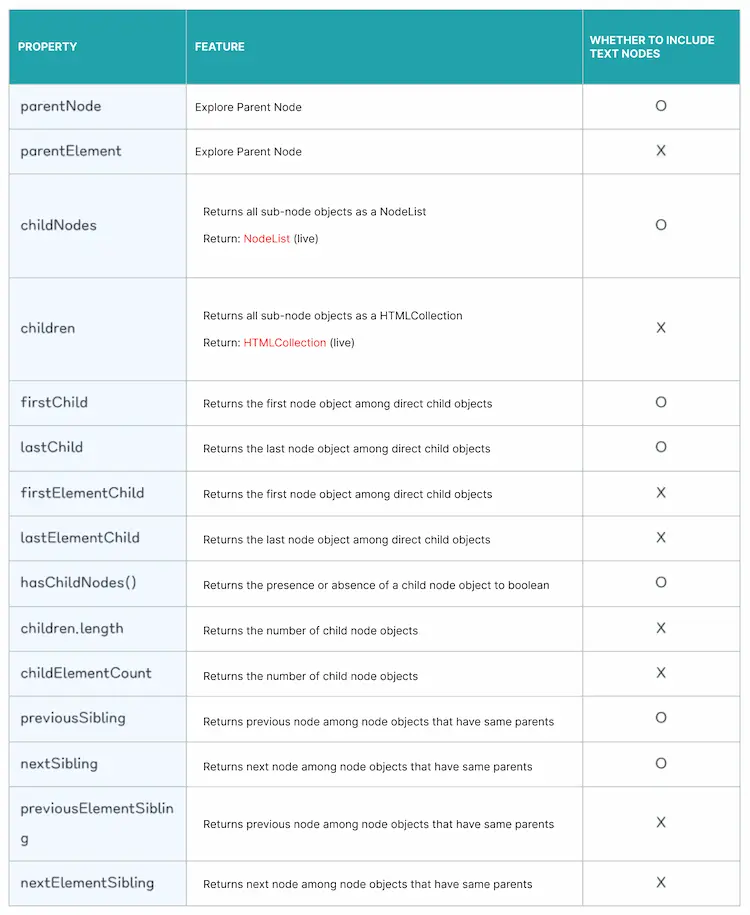 PROPERTY
FEATURE
WHETHER TO INCLUDE
TEXT NODES
parentNode
Explore Parent Node
O
parentElement
Explore Parent Node
X
childNodes
Returns all sub-node objects as a NodeList
Return: NodeList (live)
O
children
Returns all sub-node objects as a HTMLCollection
Return: HTMLCollection (live)
X
firstChild
Returns the first node object among direct child objects
O
lastChild
Returns the last node object among direct child objects
O
firstElementChild
Returns the first node object among direct child objects
X
lastElementChild
Returns the last node object among direct child objects
X
hasChildNodes()
Returns the presence or absence of a child node object to boolean
O
children.length
Returns the number of child node objects
X
childElementCount
Returns the number of child node objects
X
previousSibling
Returns previous node among node objects that have same parents
O
nextSibling
Returns next node among node objects that have same parents
O
previousElementSiblin
g
Returns previous node among node objects that have same parents
X
nextElementSibling
Returns next node among node objects that have same parents
X